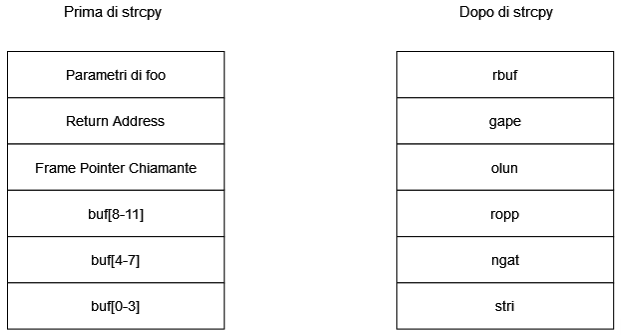 Prima di strcpy
Parametri di foo
Return Address
Frame Pointer Chiamante
buf[8-11]
buf[4-7]
buf[0-3]
Dopo di strcpy
rbuf
gape
olun
ropp
ngat
stri